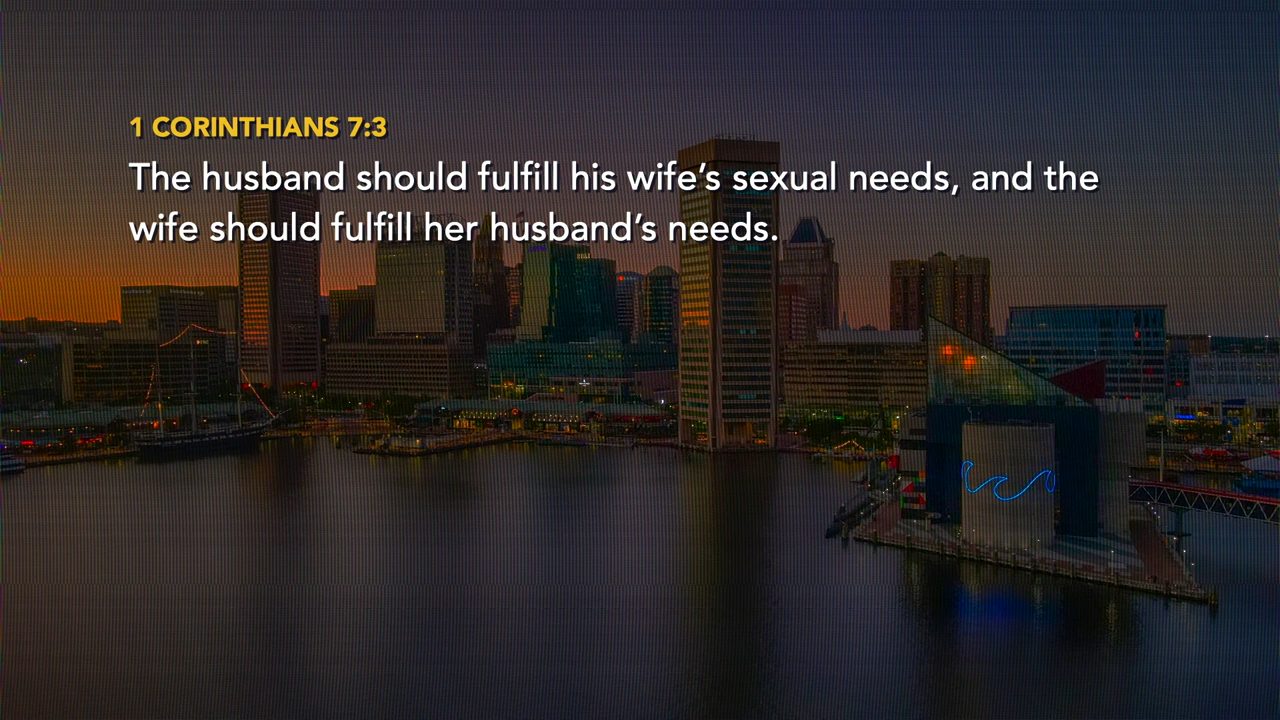 1 CORINTHIANS 7:3
The husband should fulfill his wife’s sexual needs, and the
wife should fulfill her husband’s needs.